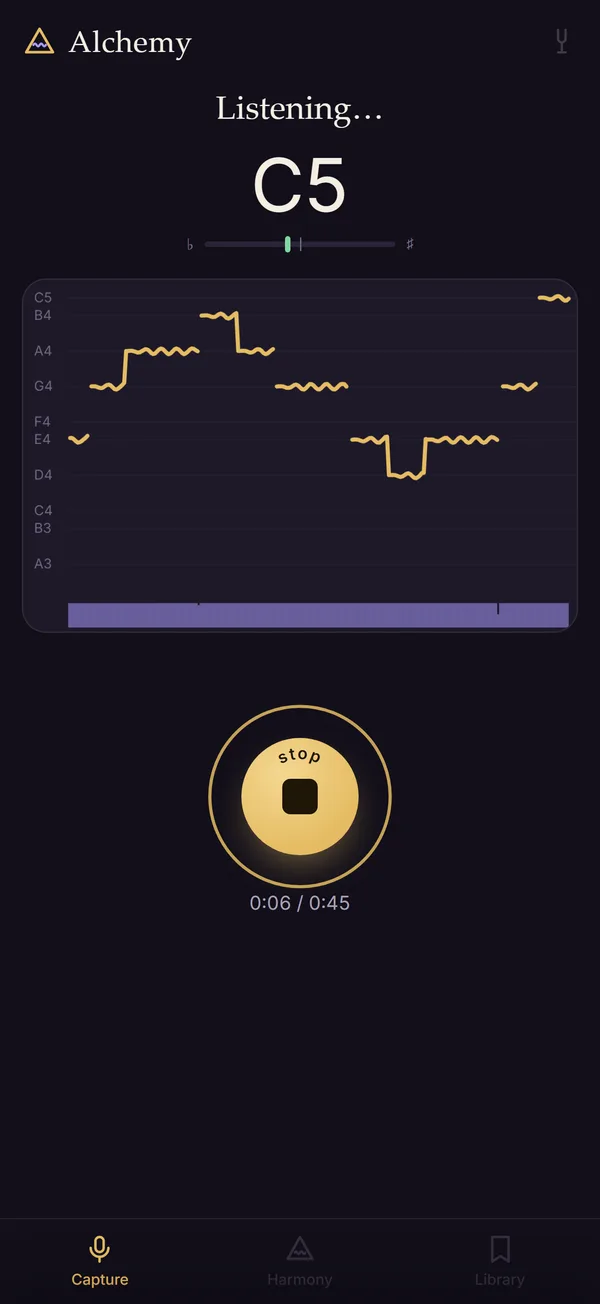 Alchemy
Listening...
C5
♭ ♯
C5
B4
A4
G4
F4
E4
D4
C4
B3
A3
stop
0:06 / 0:45
Capture Harmony Library